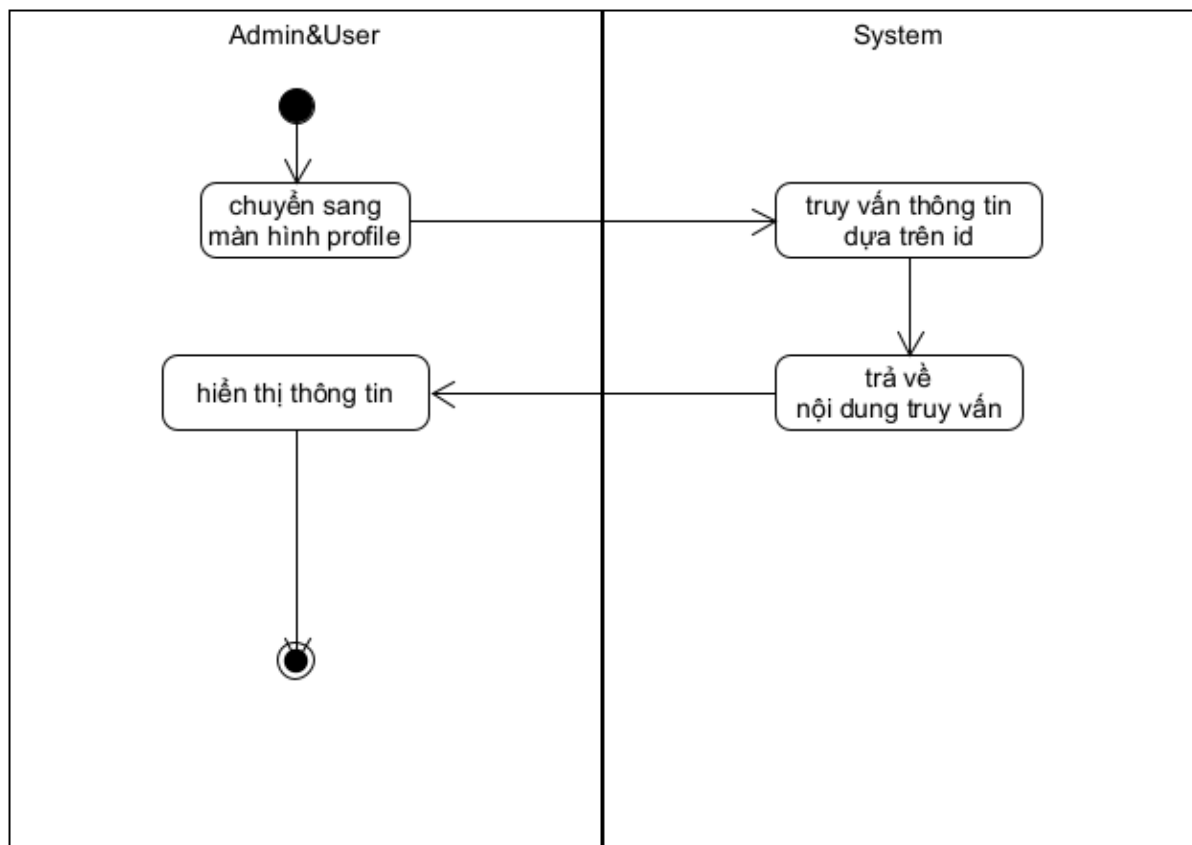 Admin&User
System
chuyển sang
màn hình profile
truy vấn thông tin
dựa trên id
hiển thị thông tin
trả về
nội dung truy vấn